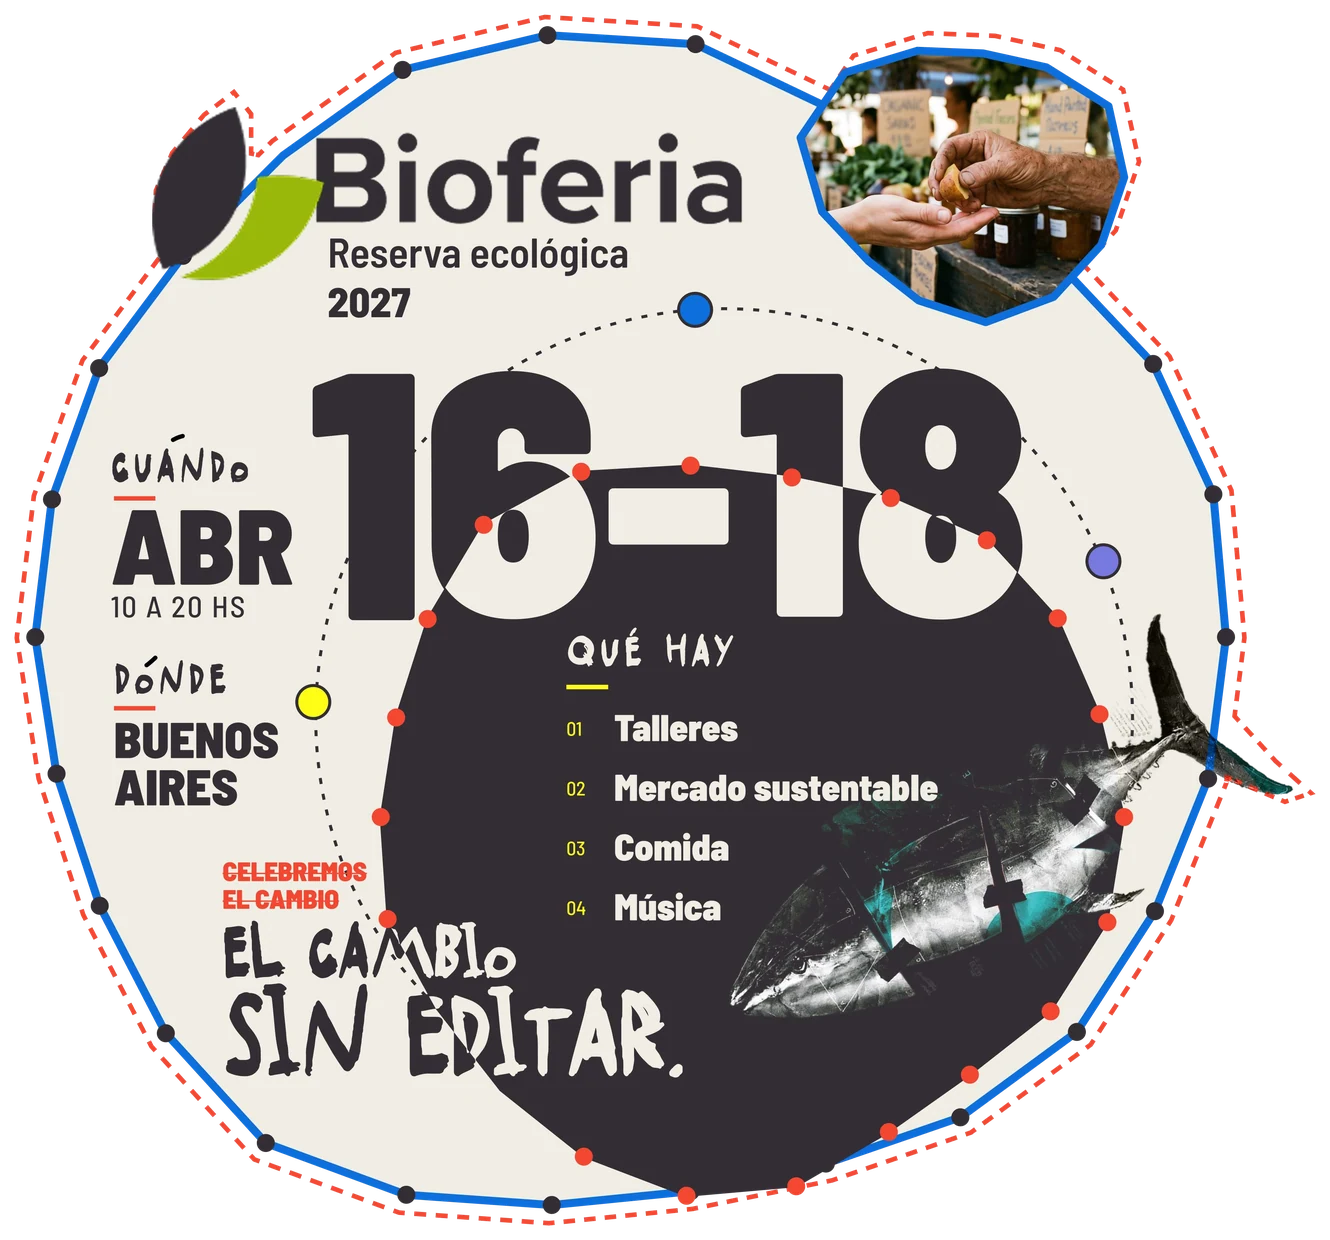 Bioferia
Reserva ecológica
2027
ORGANIC
16–18
CUÁNDO
ABR
10 A 20 HS
DÓNDE
BUENOS
AIRES
QUÉ HAY
01 Talleres
02 Mercado sustentable
03 Comida
04 Música
CELEBREMOS
EL CAMBIO
EL CAMBIO
SIN EDITAR.